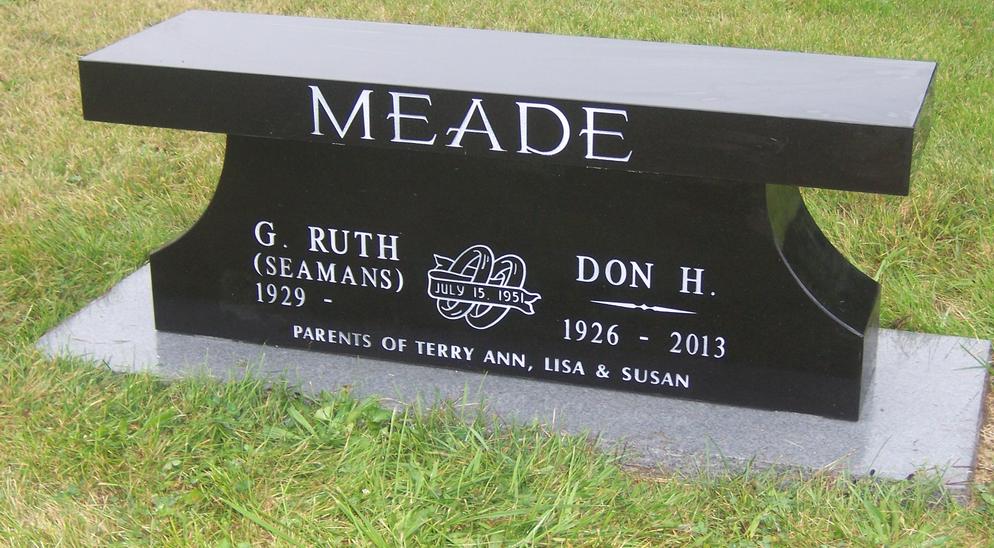 MEADE
G. RUTH
(SEAMANS)
1929 -
JULY 15, 1951
DON H.
1926 - 2013
PARENTS OF TERRY ANN, LISA & SUSAN